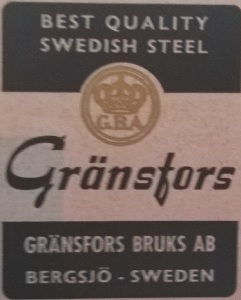 BEST QUALITY
SWEDISH STEEL
G.B.A
Gränsfors
GRÄNSFORS BRUKS AB
BERGSJÖ - SWEDEN